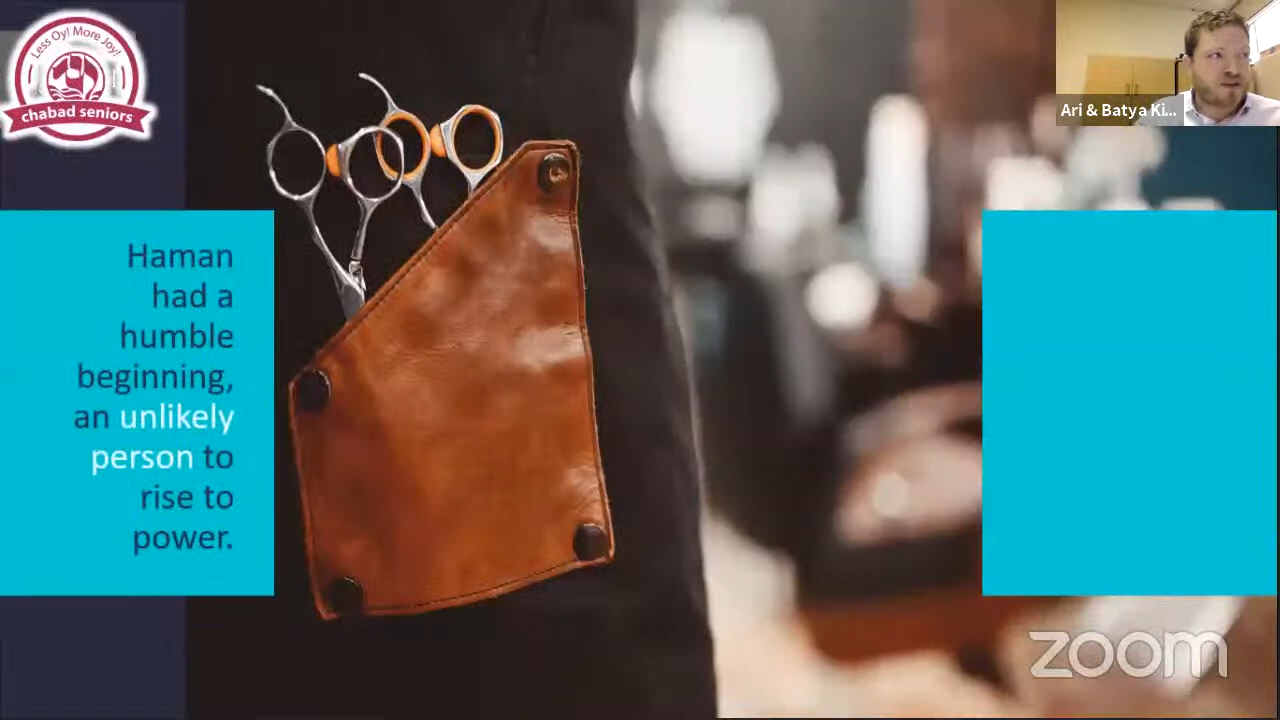 Less Oy! More Joy!
chabad seniors
Ari & Batya Ki...
Haman
had a
humble
beginning,
an unlikely
person to
rise to
power.
zoom